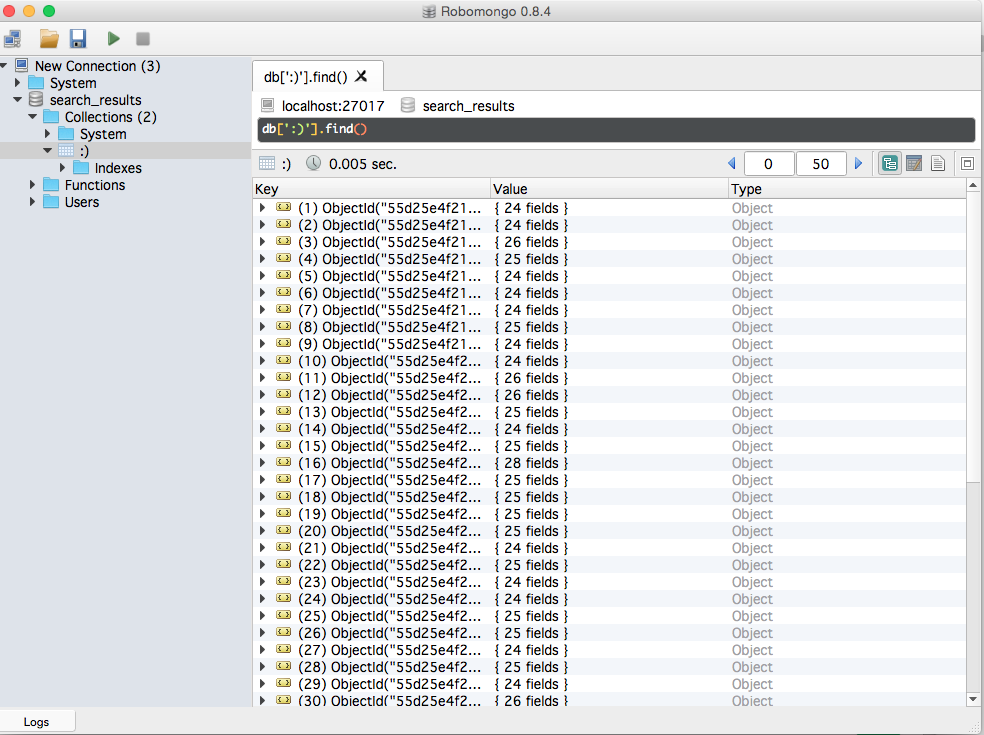 Robomongo 0.8.4
New Connection (3)
System
search_results
Collections (2)
System
:)
Indexes
Functions
Users
db[':)'].find()
localhost:27017 search_results
db[':)'].find()
:) 0.005 sec. 0 50
Key Value Type
(1) ObjectId("55d25e4f21... { 24 fields } Object
(2) ObjectId("55d25e4f21... { 24 fields } Object
(3) ObjectId("55d25e4f21... { 26 fields } Object
(4) ObjectId("55d25e4f21... { 25 fields } Object
(5) ObjectId("55d25e4f21... { 24 fields } Object
(6) ObjectId("55d25e4f21... { 24 fields } Object
(7) ObjectId("55d25e4f21... { 24 fields } Object
(8) ObjectId("55d25e4f21... { 25 fields } Object
(9) ObjectId("55d25e4f21... { 24 fields } Object
(10) ObjectId("55d25e4f2... { 24 fields } Object
(11) ObjectId("55d25e4f2... { 26 fields } Object
(12) ObjectId("55d25e4f2... { 26 fields } Object
(13) ObjectId("55d25e4f2... { 25 fields } Object
(14) ObjectId("55d25e4f2... { 24 fields } Object
(15) ObjectId("55d25e4f2... { 25 fields } Object
(16) ObjectId("55d25e4f2... { 28 fields } Object
(17) ObjectId("55d25e4f2... { 25 fields } Object
(18) ObjectId("55d25e4f2... { 25 fields } Object
(19) ObjectId("55d25e4f2... { 25 fields } Object
(20) ObjectId("55d25e4f2... { 25 fields } Object
(21) ObjectId("55d25e4f2... { 24 fields } Object
(22) ObjectId("55d25e4f2... { 25 fields } Object
(23) ObjectId("55d25e4f2... { 24 fields } Object
(24) ObjectId("55d25e4f2... { 24 fields } Object
(25) ObjectId("55d25e4f2... { 25 fields } Object
(26) ObjectId("55d25e4f2... { 25 fields } Object
(27) ObjectId("55d25e4f2... { 24 fields } Object
(28) ObjectId("55d25e4f2... { 25 fields } Object
(29) ObjectId("55d25e4f2... { 24 fields } Object
(30) ObjectId("55d25e4f2... { 26 fields } Object
Logs